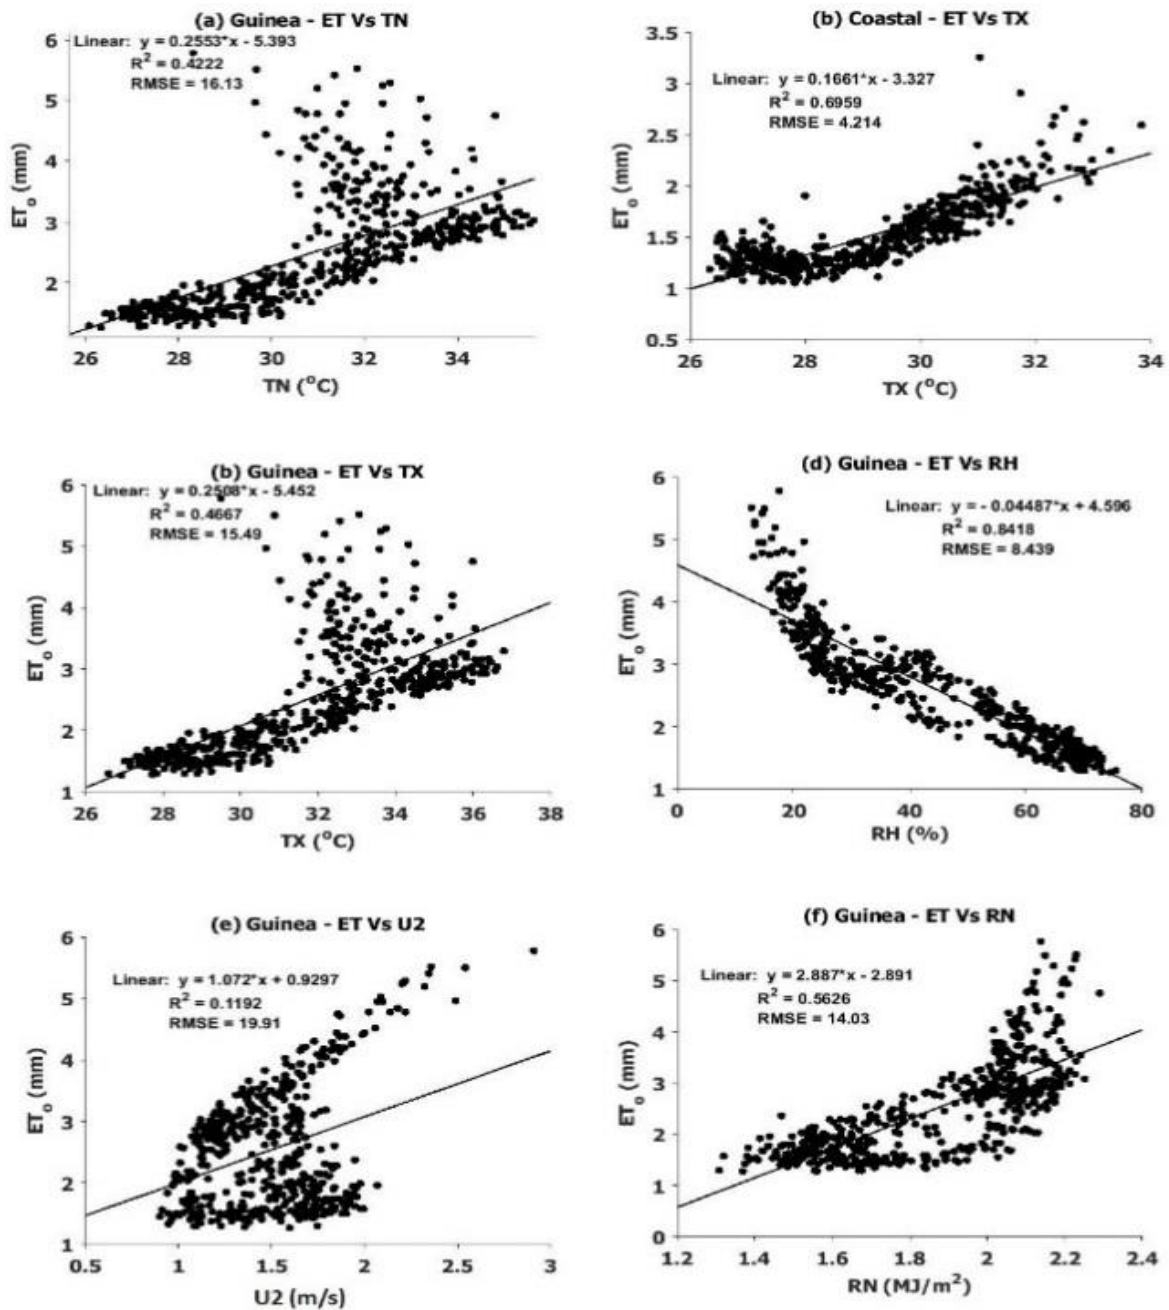 (a) Guinea - ET Vs TN
Linear: y = 0.2553*x - 5.393
R² = 0.4222
RMSE = 16.13
6
5
4
3
2
ETo (mm)
26 28 30 32 34
TN (°C)
(b) Coastal - ET Vs TX
Linear: y = 0.1661*x - 3.327
R² = 0.6959
RMSE = 4.214
3.5
3
2.5
2
1.5
1
0.5
ETo (mm)
26 28 30 32 34
TX (°C)
(b) Guinea - ET Vs TX
Linear: y = 0.2508*x - 5.452
R² = 0.4667
RMSE = 15.49
6
5
4
3
2
1
ETo (mm)
26 28 30 32 34 36 38
TX (°C)
(d) Guinea - ET Vs RH
Linear: y = - 0.04487*x + 4.596
R² = 0.8418
RMSE = 8.439
6
5
4
3
2
1
ETo (mm)
0 20 40 60 80
RH (%)
(e) Guinea - ET Vs U2
Linear: y = 1.072*x + 0.9297
R² = 0.1192
RMSE = 19.91
6
5
4
3
2
1
ETo (mm)
0.5 1 1.5 2 2.5 3
U2 (m/s)
(f) Guinea - ET Vs RN
Linear: y = 2.887*x - 2.891
R² = 0.5626
RMSE = 14.03
6
5
4
3
2
1
0
ETo (mm)
1.2 1.4 1.6 1.8 2 2.2 2.4
RN (MJ/m²)